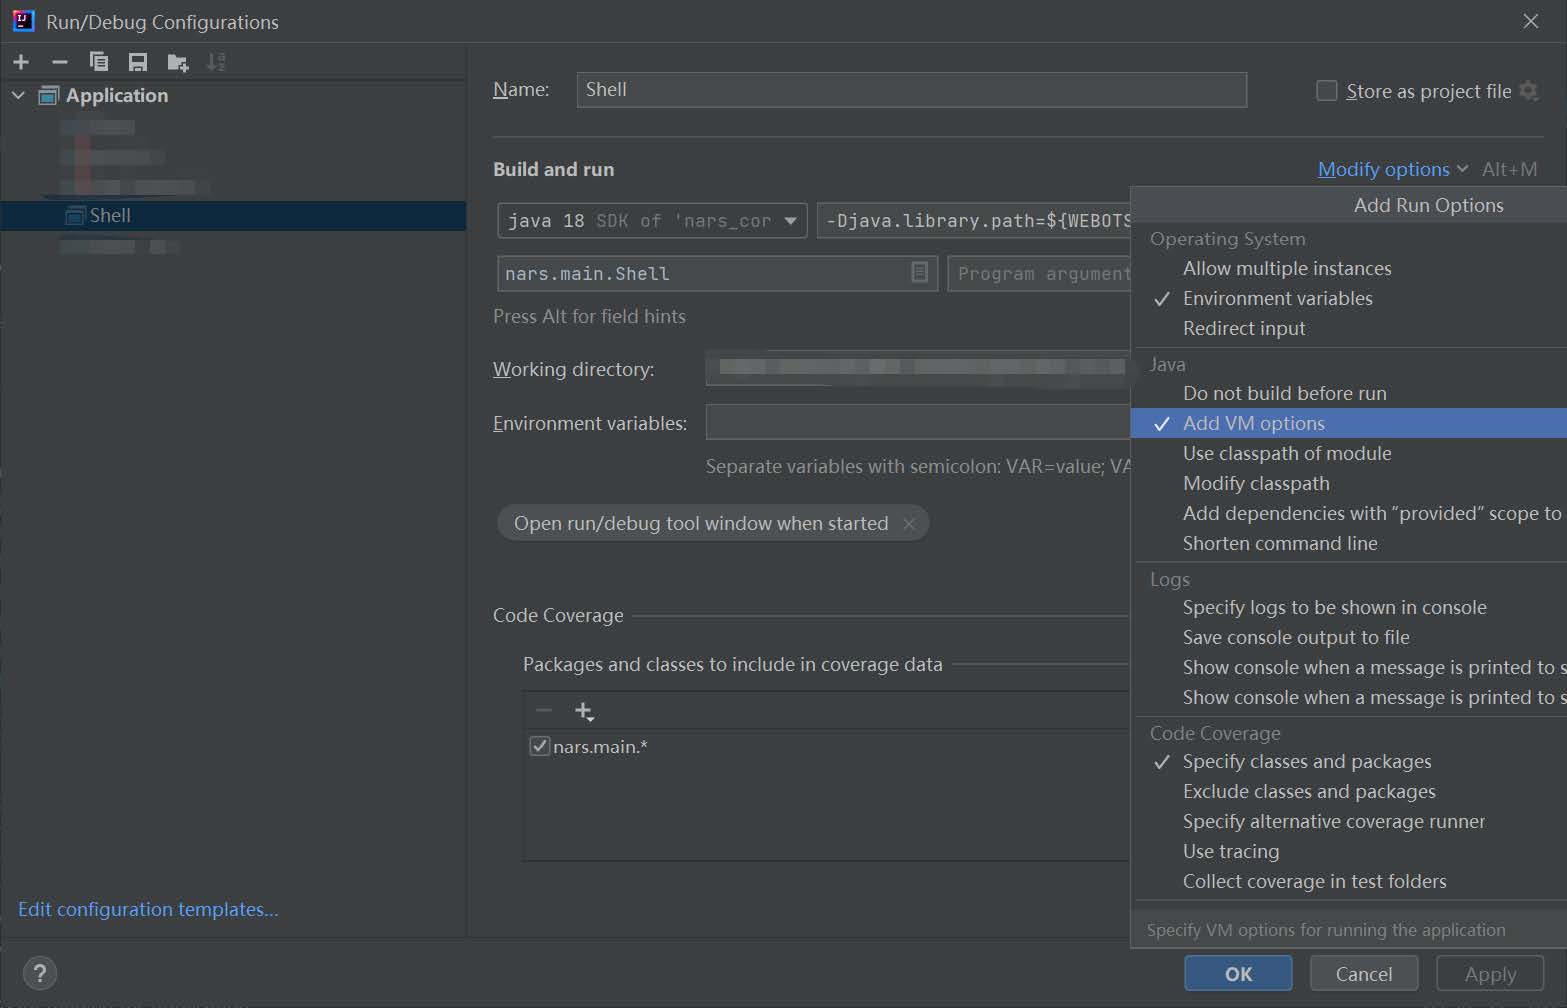 Run/Debug Configurations
Application
Shell
Edit configuration templates...
Name:
Shell
Store as project file
Build and run
Modify options
Alt+M
java 18 SDK of 'nars_cor
-Djava.library.path=${WEBOTS
nars.main.Shell
Program argument
Press Alt for field hints
Working directory:
Environment variables:
Separate variables with semicolon: VAR=value; VA
Open run/debug tool window when started
Code Coverage
Packages and classes to include in coverage data
nars.main.*
Add Run Options
Operating System
Allow multiple instances
Environment variables
Redirect input
Java
Do not build before run
Add VM options
Use classpath of module
Modify classpath
Add dependencies with “provided” scope to
Shorten command line
Logs
Specify logs to be shown in console
Save console output to file
Show console when a message is printed to s
Show console when a message is printed to s
Code Coverage
Specify classes and packages
Exclude classes and packages
Specify alternative coverage runner
Use tracing
Collect coverage in test folders
Specify VM options for running the application
?
OK
Cancel
Apply